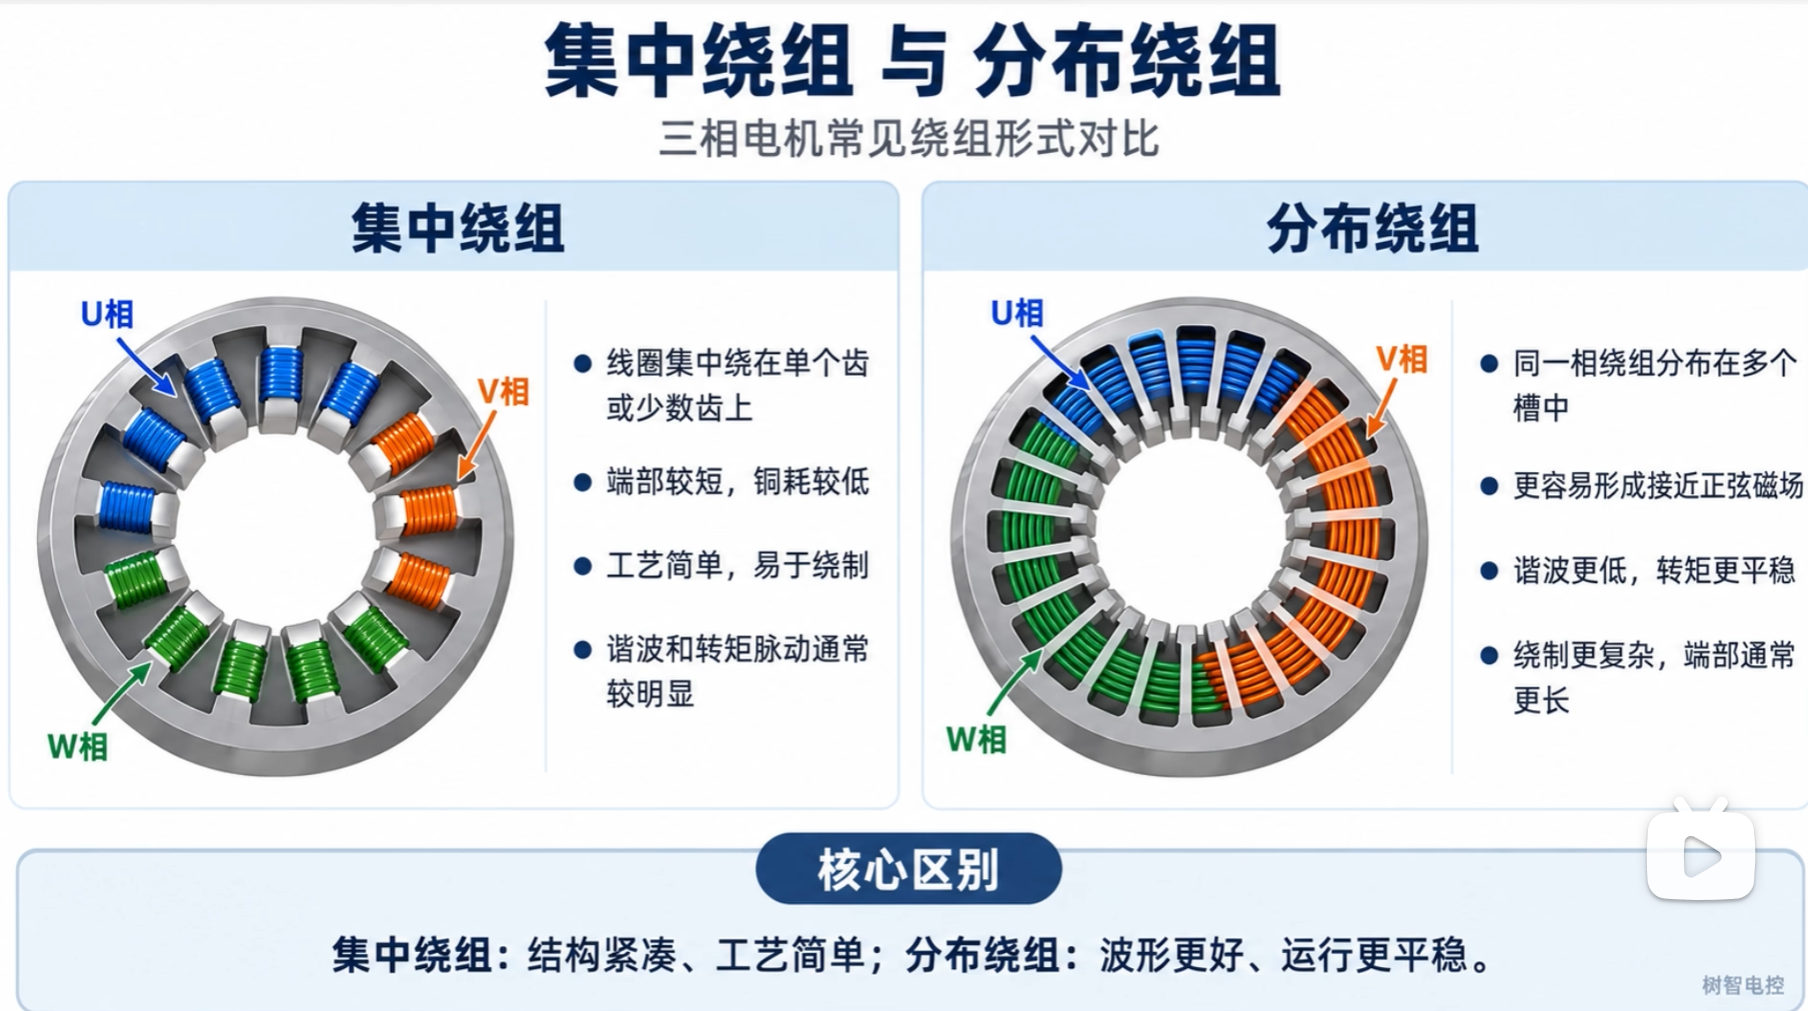 集中绕组 与 分布绕组
三相电机常见绕组形式对比
集中绕组
U相
V相
W相
线圈集中绕在单个齿
或少数齿上
端部较短，铜耗较低
工艺简单，易于绕制
谐波和转矩脉动通常
较明显
分布绕组
U相
V相
W相
同一相绕组分布在多个
槽中
更容易形成接近正弦磁场
谐波更低，转矩更平稳
绕制更复杂，端部通常
更长
核心区别
集中绕组：结构紧凑、工艺简单；分布绕组：波形更好、运行更平稳。
树智电控